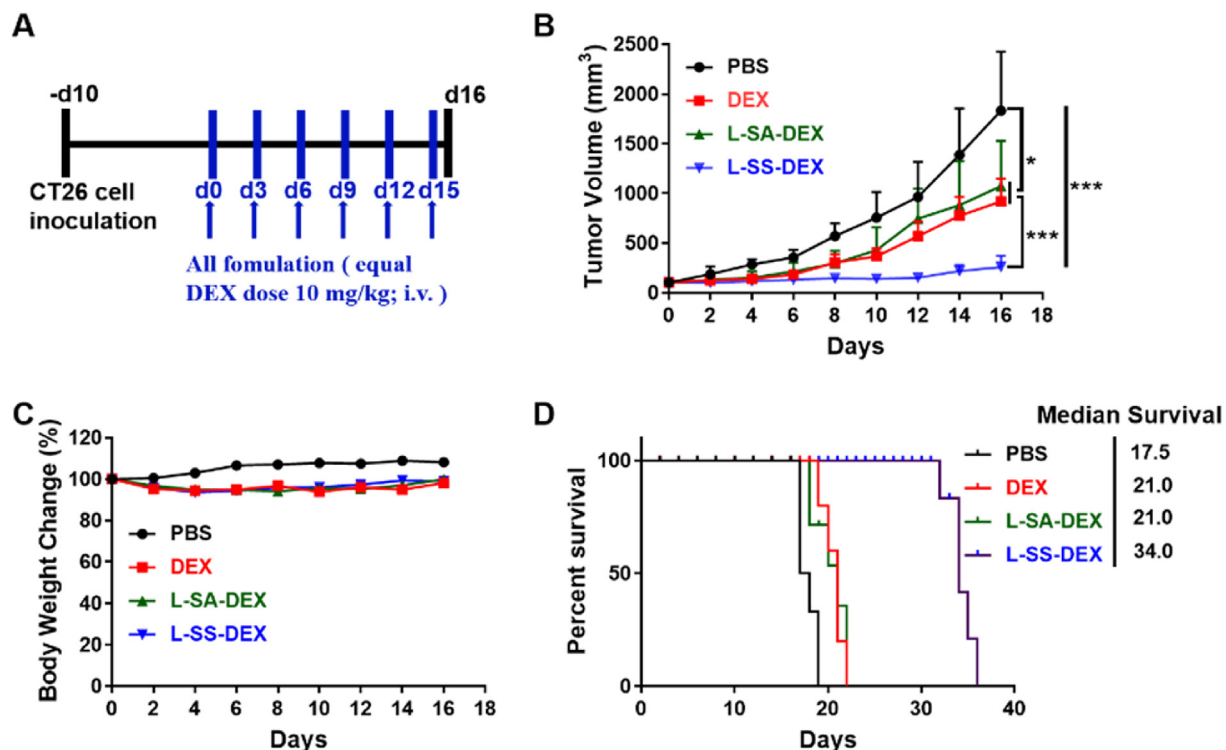 A
-d10
d16
d0 d3 d6 d9 d12 d15
CT26 cell
inoculation
All fomulation ( equal
DEX dose 10 mg/kg; i.v. )
B
Tumor Volume (mm³)
2500
2000
1500
1000
500
0
PBS
DEX
L-SA-DEX
L-SS-DEX
*
***
***
0 2 4 6 8 10 12 14 16 18
Days
C
Body Weight Change (%)
120
100
80
60
40
20
0
PBS
DEX
L-SA-DEX
L-SS-DEX
0 2 4 6 8 10 12 14 16 18
Days
D
Median Survival
PBS 17.5
DEX 21.0
L-SA-DEX 21.0
L-SS-DEX 34.0
Percent survival
100
50
0
0 10 20 30 40
Days